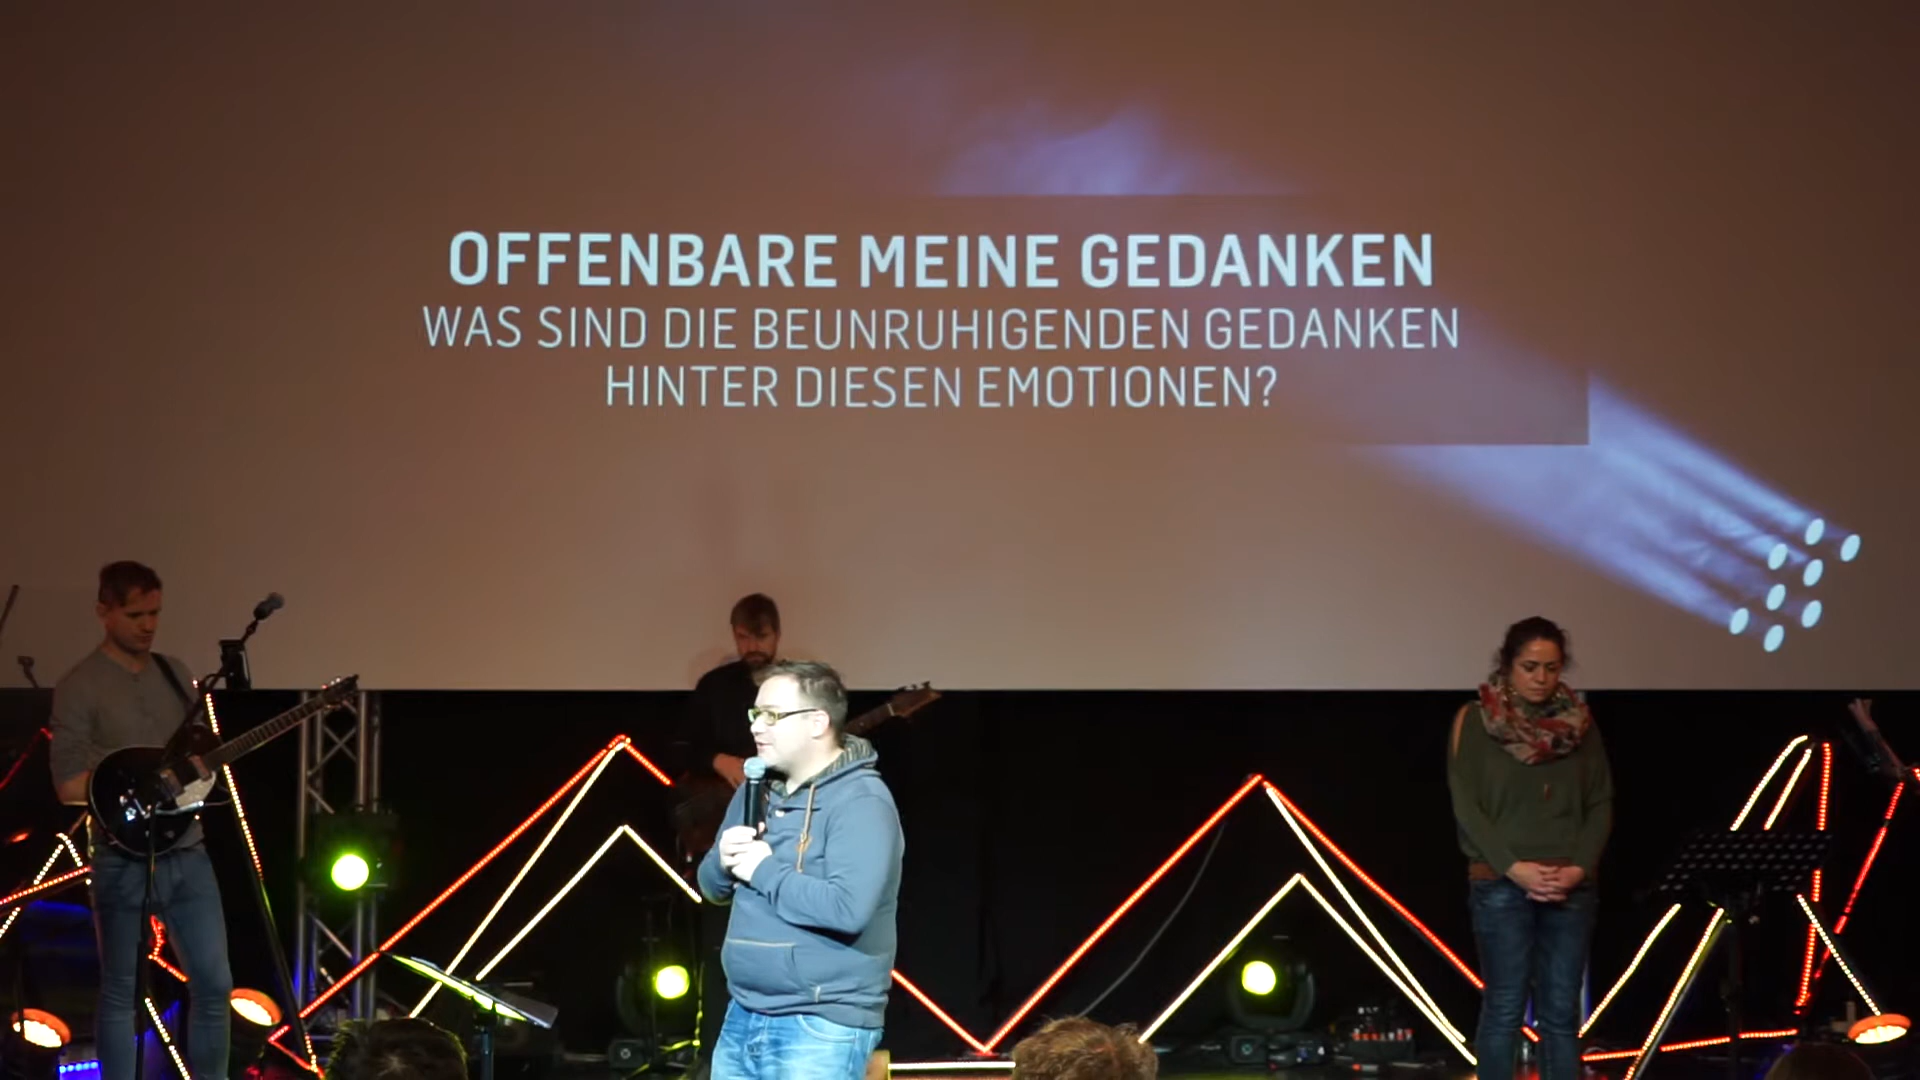 OFFENBARE MEINE GEDANKEN
WAS SIND DIE BEUNRUHIGENDEN GEDANKEN
HINTER DIESEN EMOTIONEN?